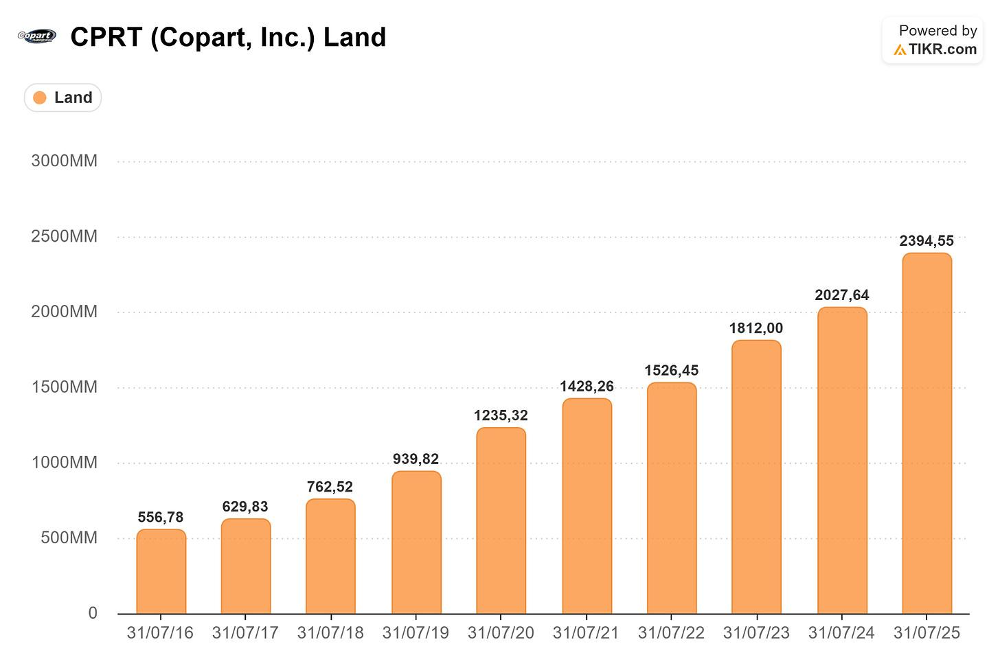 Copart
CPRT (Copart, Inc.) Land
Powered by
TIKR.com
Land
3000MM
2500MM
2000MM
1500MM
1000MM
500MM
0
556,78
629,83
762,52
939,82
1235,32
1428,26
1526,45
1812,00
2027,64
2394,55
31/07/16 31/07/17 31/07/18 31/07/19 31/07/20 31/07/21 31/07/22 31/07/23 31/07/24 31/07/25